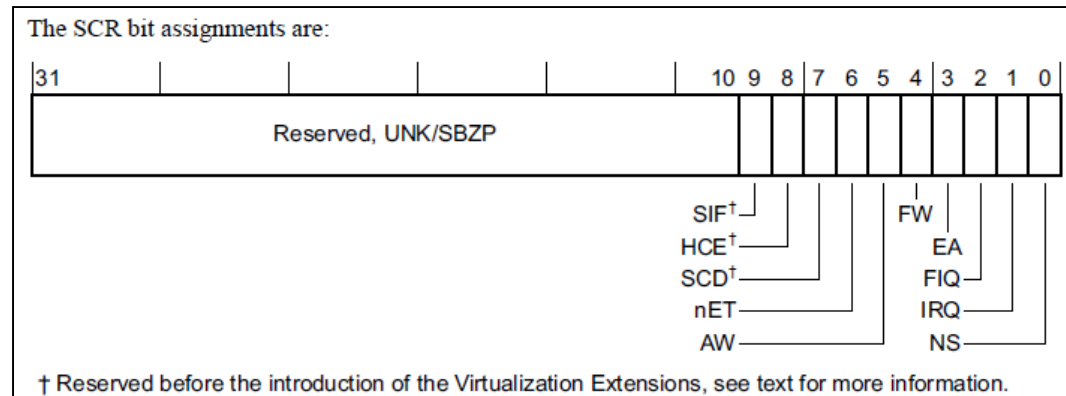 The SCR bit assignments are:
31 10 9 8 7 6 5 4 3 2 1 0
Reserved, UNK/SBZP
SIF† FW
HCE† EA
SCD† FIQ
nET IRQ
AW NS
† Reserved before the introduction of the Virtualization Extensions, see text for more information.